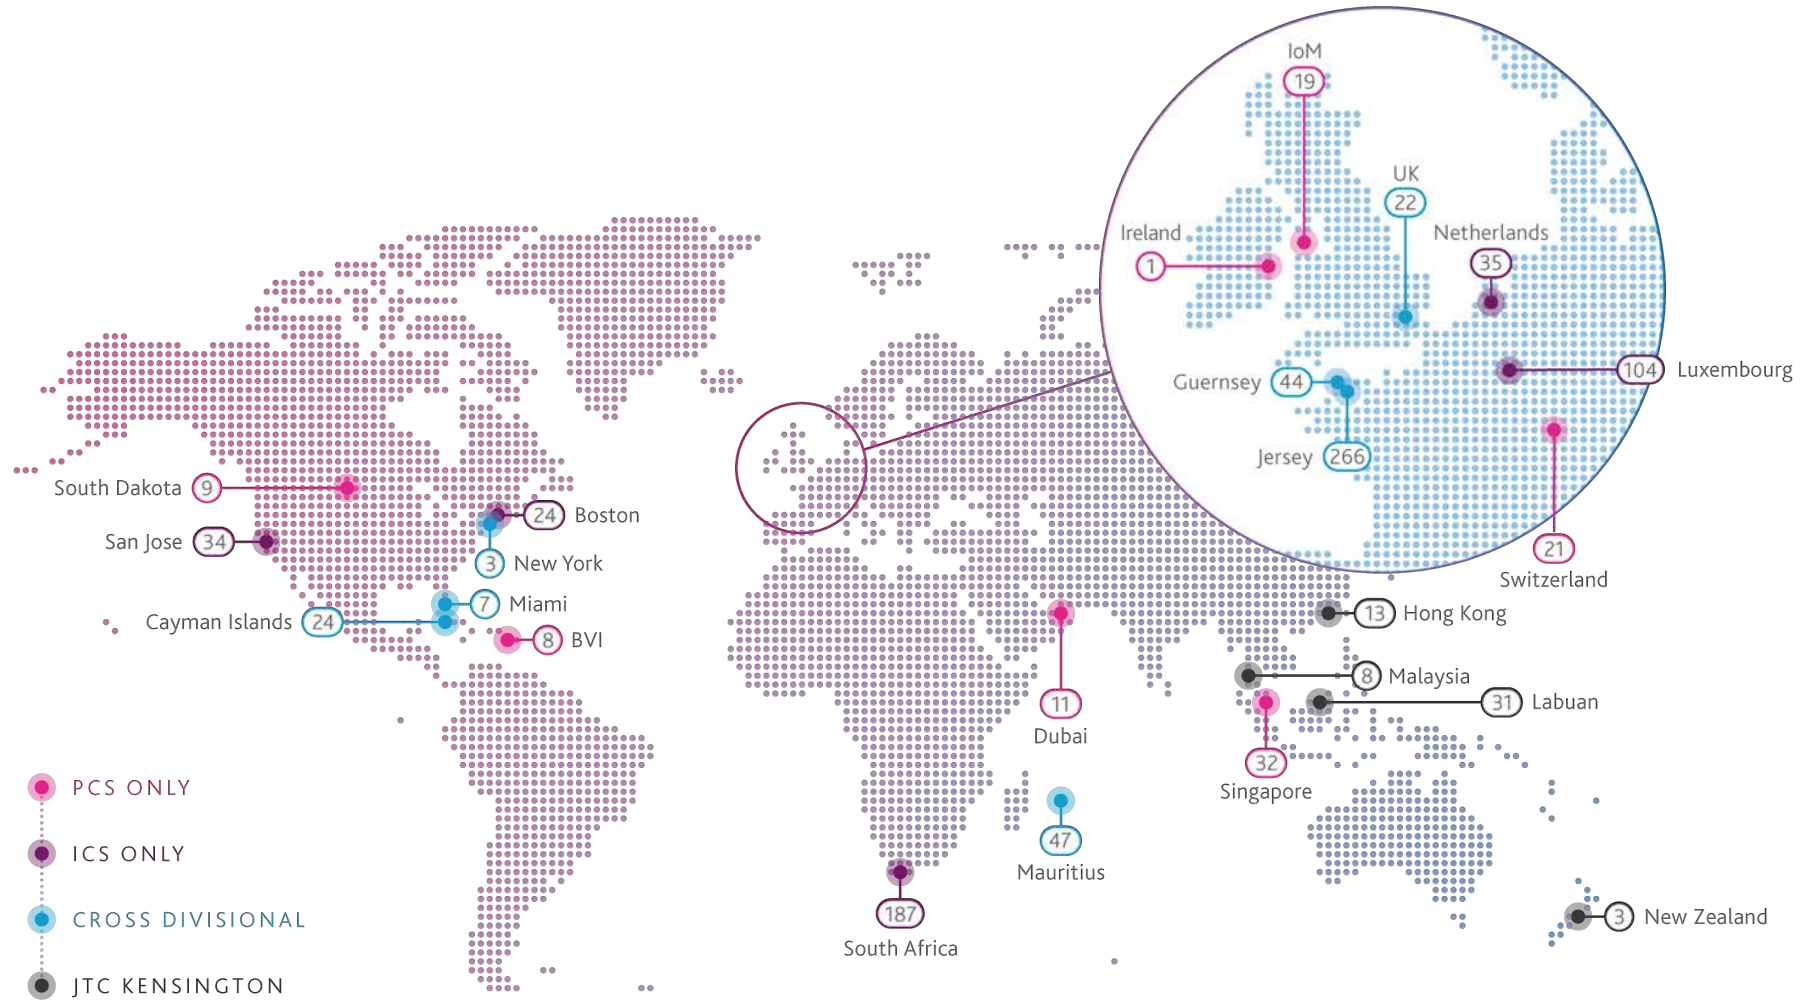 IoM
19
UK
22
Ireland
1
Netherlands
35
Guernsey
44
104
Luxembourg
Jersey
266
21
Switzerland
South Dakota
9
24
Boston
San Jose
34
3
New York
7
Miami
Cayman Islands
24
8
BVI
13
Hong Kong
8
Malaysia
31
Labuan
11
Dubai
32
Singapore
47
Mauritius
187
South Africa
3
New Zealand
PCS ONLY
ICS ONLY
CROSS DIVISIONAL
JTC KENSINGTON